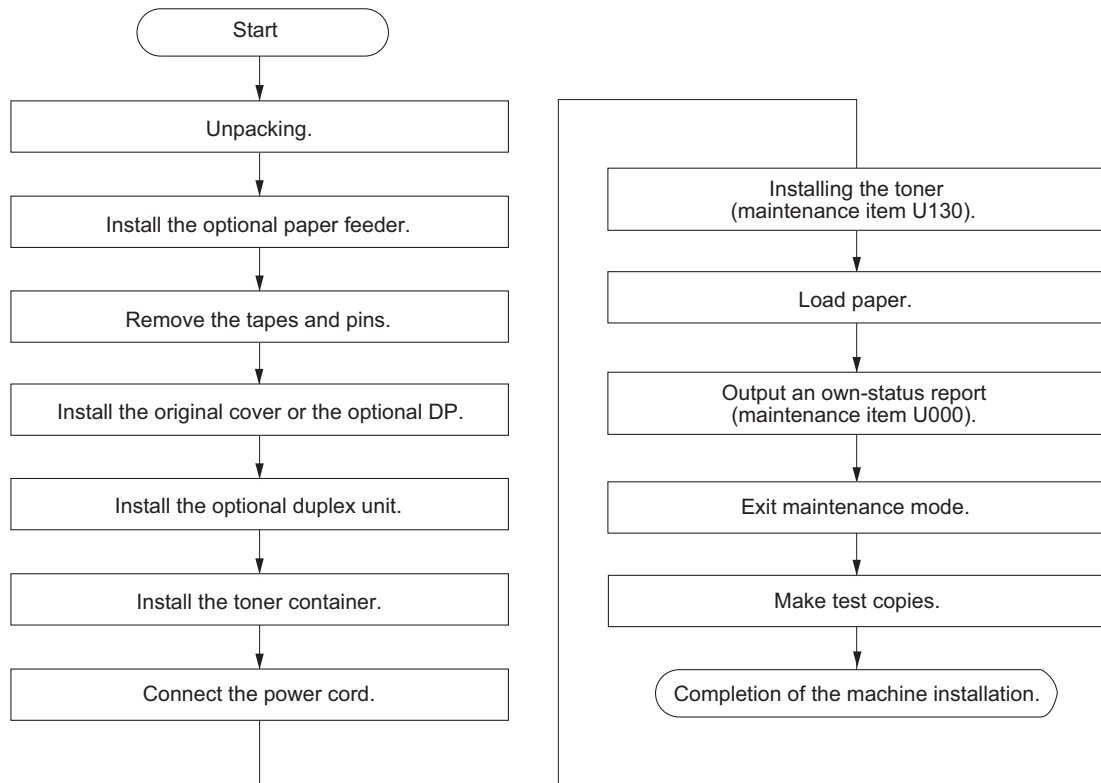 Start
Unpacking.
Install the optional paper feeder.
Remove the tapes and pins.
Install the original cover or the optional DP.
Install the optional duplex unit.
Install the toner container.
Connect the power cord.
Installing the toner
(maintenance item U130).
Load paper.
Output an own-status report
(maintenance item U000).
Exit maintenance mode.
Make test copies.
Completion of the machine installation.